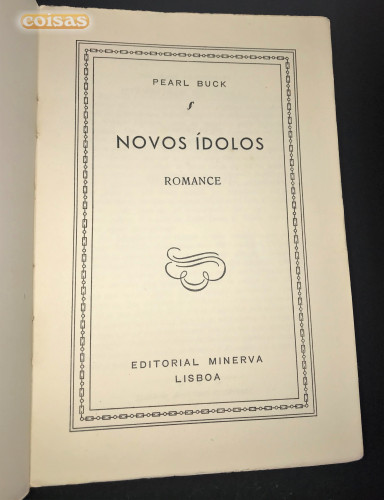 coisas
PEARL BUCK
NOVOS ÍDOLOS
ROMANCE
EDITORIAL MINERVA
LISBOA